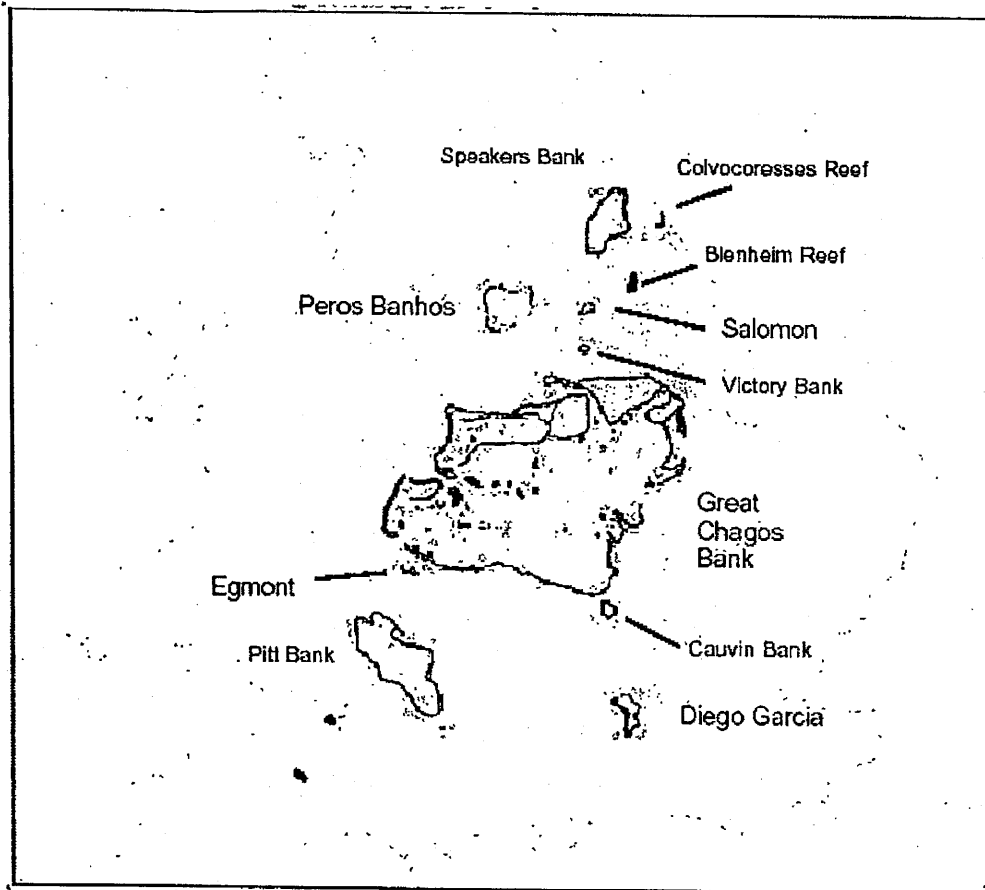 Speakers Bank
Colvocoresses Reef
Blenheim Reef
Peros Banhos
Salomon
Victory Bank
Great
Chagos
Bank
Egmont
Cauvin Bank
Pitt Bank
Diego Garcia